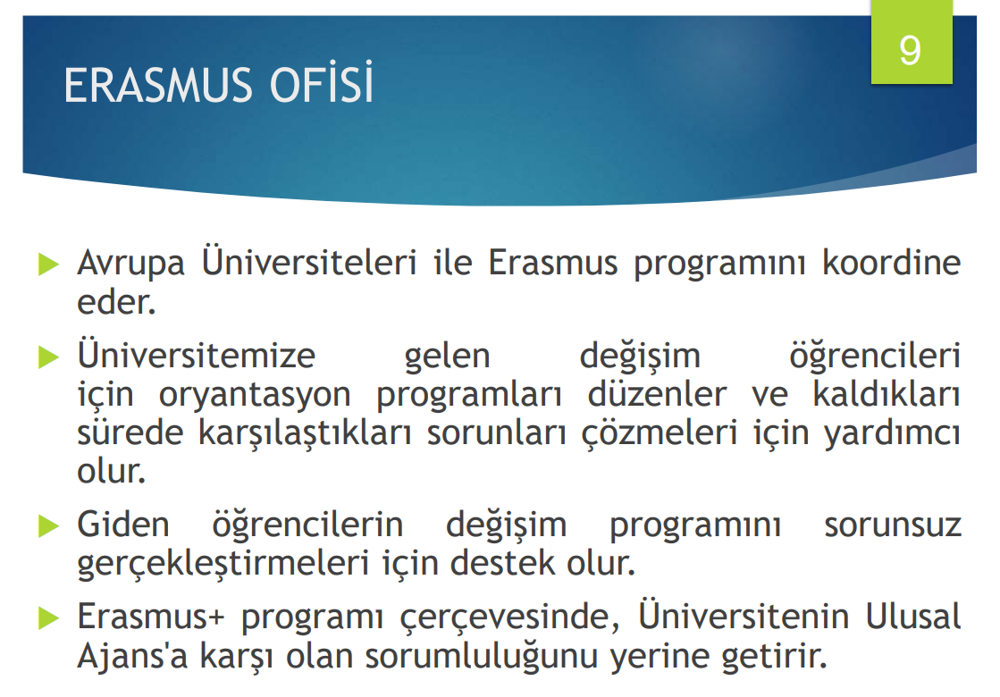 9
ERASMUS OFİSİ
Avrupa Üniversiteleri ile Erasmus programını koordine
eder.
Üniversitemize gelen değişim öğrencileri
için oryantasyon programları düzenler ve kaldıkları
sürede karşılaştıkları sorunları çözmeleri için yardımcı
olur.
Giden öğrencilerin değişim programını sorunsuz
gerçekleştirmeleri için destek olur.
Erasmus+ programı çerçevesinde, Üniversitenin Ulusal
Ajans'a karşı olan sorumluluğunu yerine getirir.